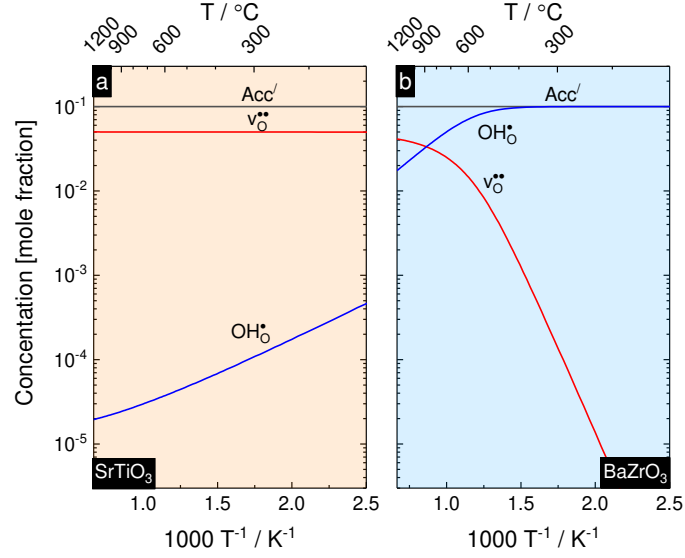 T / °C
T / °C
1200
900
600
300
1200
900
600
300
a
b
Acc/
Acc/
v••O
OH•O
v••O
OH•O
Concentration [mole fraction]
10-1
10-2
10-3
10-4
10-5
SrTiO3
BaZrO3
1.0
1.5
2.0
2.5
1.0
1.5
2.0
2.5
1000 T-1 / K-1
1000 T-1 / K-1